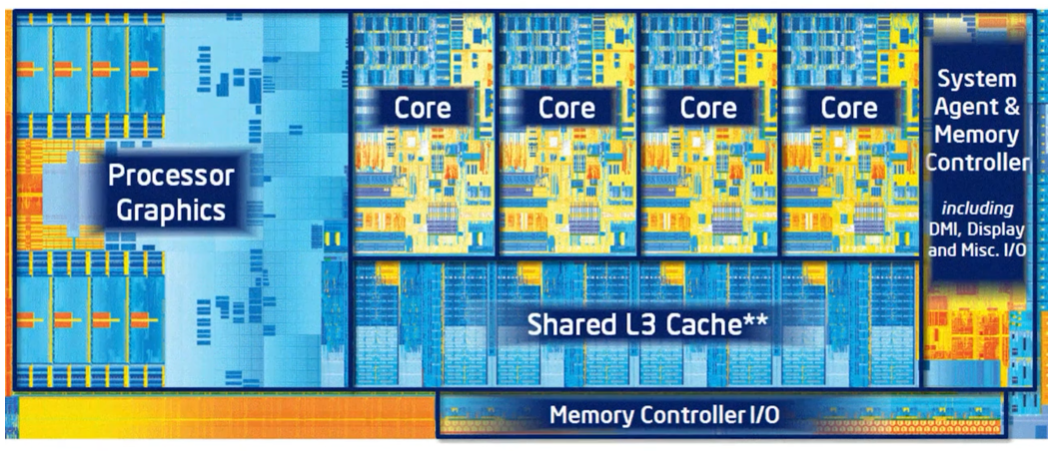 Processor
Graphics
Core
Core
Core
Core
System
Agent &
Memory
Controller
including
DMI, Display
and Misc. I/O
Shared L3 Cache**
Memory Controller I/O